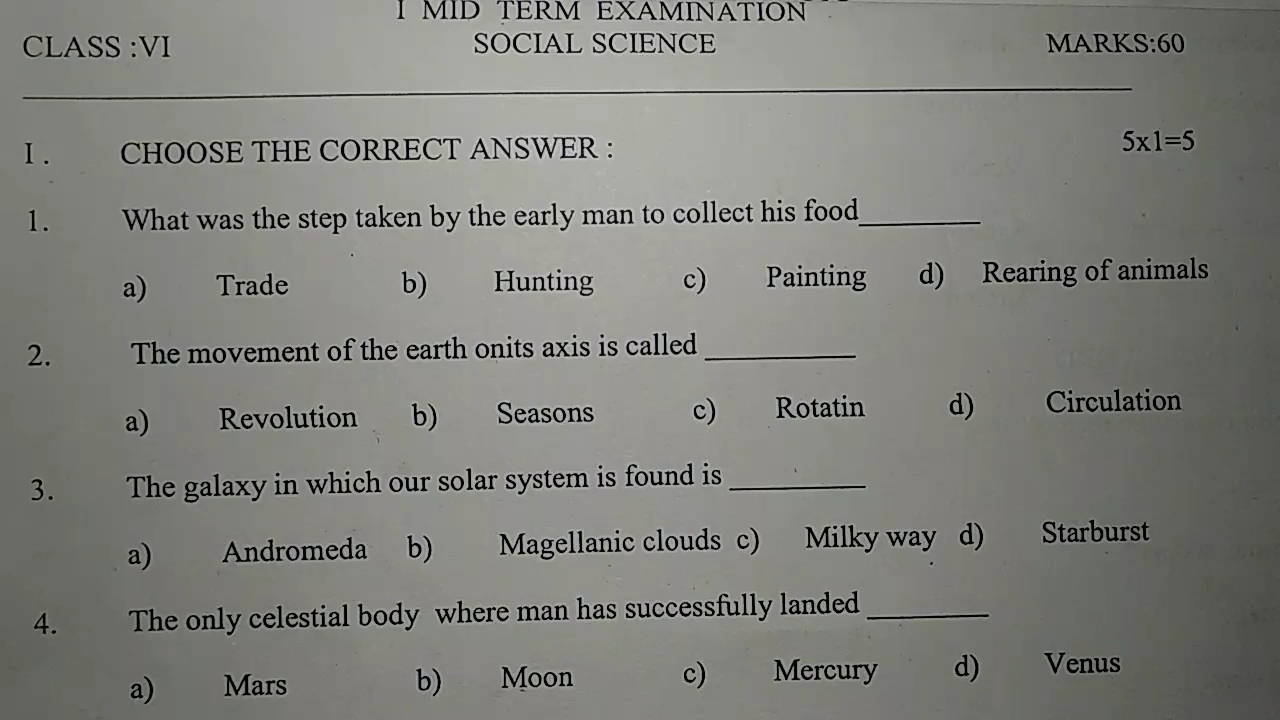 I MID TERM EXAMINATION
CLASS :VI SOCIAL SCIENCE MARKS:60
I . CHOOSE THE CORRECT ANSWER : 5x1=5
1. What was the step taken by the early man to collect his food________
a) Trade b) Hunting c) Painting d) Rearing of animals
2. The movement of the earth onits axis is called __________
a) Revolution b) Seasons c) Rotatin d) Circulation
3. The galaxy in which our solar system is found is _________
a) Andromeda b) Magellanic clouds c) Milky way d) Starburst
4. The only celestial body where man has successfully landed ________
a) Mars b) Moon c) Mercury d) Venus